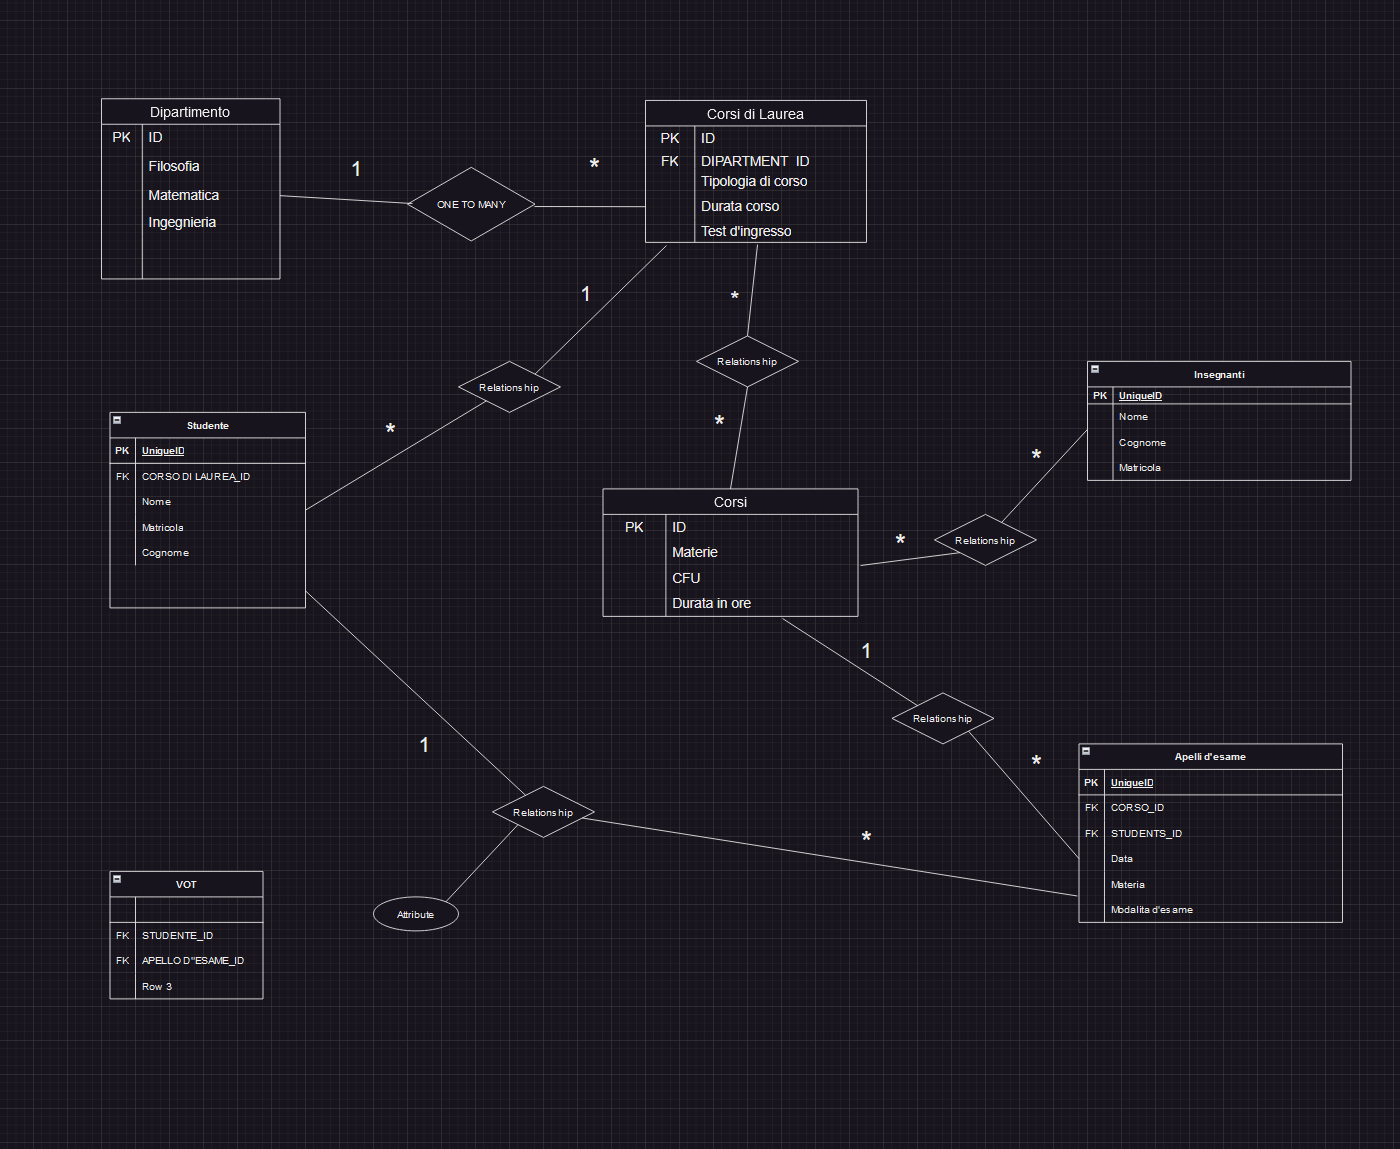 Dipartimento
PK ID
Filosofia
Matematica
Ingegnieria
1
ONE TO MANY
*
Corsi di Laurea
PK ID
FK DIPARTMENT_ID
Tipologia di corso
Durata corso
Test d'ingresso
1
Relationship
*
*
Relationship
*
Studente
PK UniqueID
FK CORSO DI LAUREA_ID
Nome
Matricola
Cognome
Insegnanti
PK UniqueID
Nome
Cognome
Matricola
*
Relationship
*
Corsi
PK ID
Materie
CFU
Durata in ore
1
Relationship
*
Apelli d'esame
PK UniqueID
FK CORSO_ID
FK STUDENTS_ID
Data
Materia
Modalita d'esame
1
Relationship
*
Attribute
VOT
FK STUDENTE_ID
FK APELLO D"ESAME_ID
Row 3